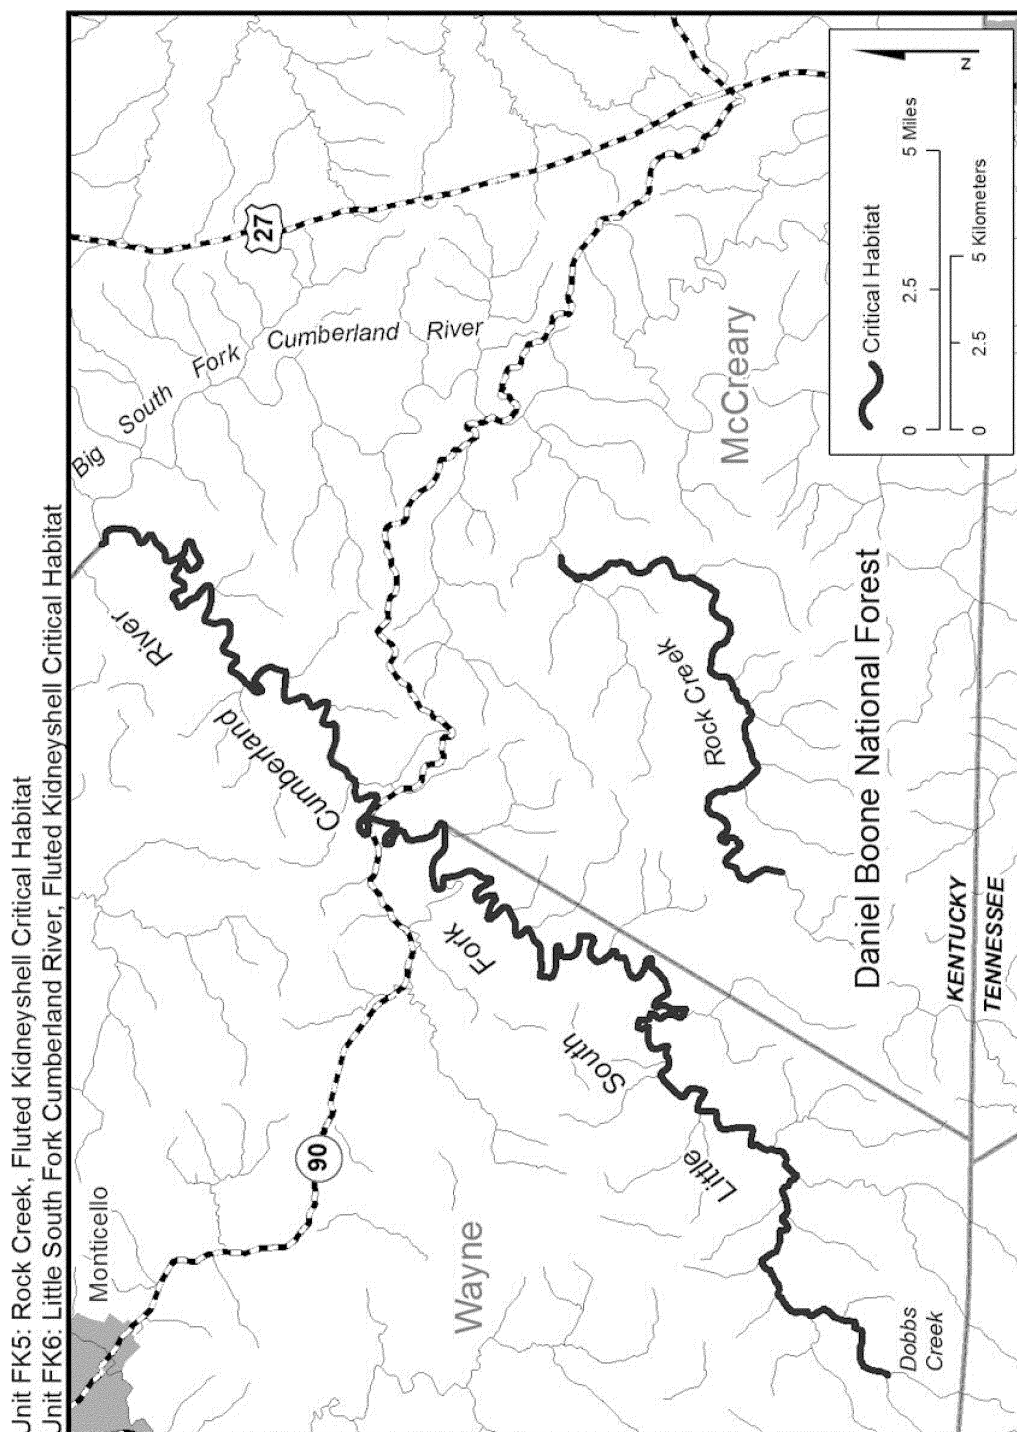 Unit FK5: Rock Creek, Fluted Kidneyshell Critical Habitat
Unit FK6: Little South Fork Cumberland River, Fluted Kidneyshell Critical Habitat
Monticello
90
Wayne
Dobbs
Creek
Little
South
Fork
Cumberland
River
Big South Fork Cumberland River
27
McCreary
Rock Creek
Daniel Boone National Forest
KENTUCKY
TENNESSEE
Critical Habitat
0 2.5 5 Miles
0 2.5 5 Kilometers
N